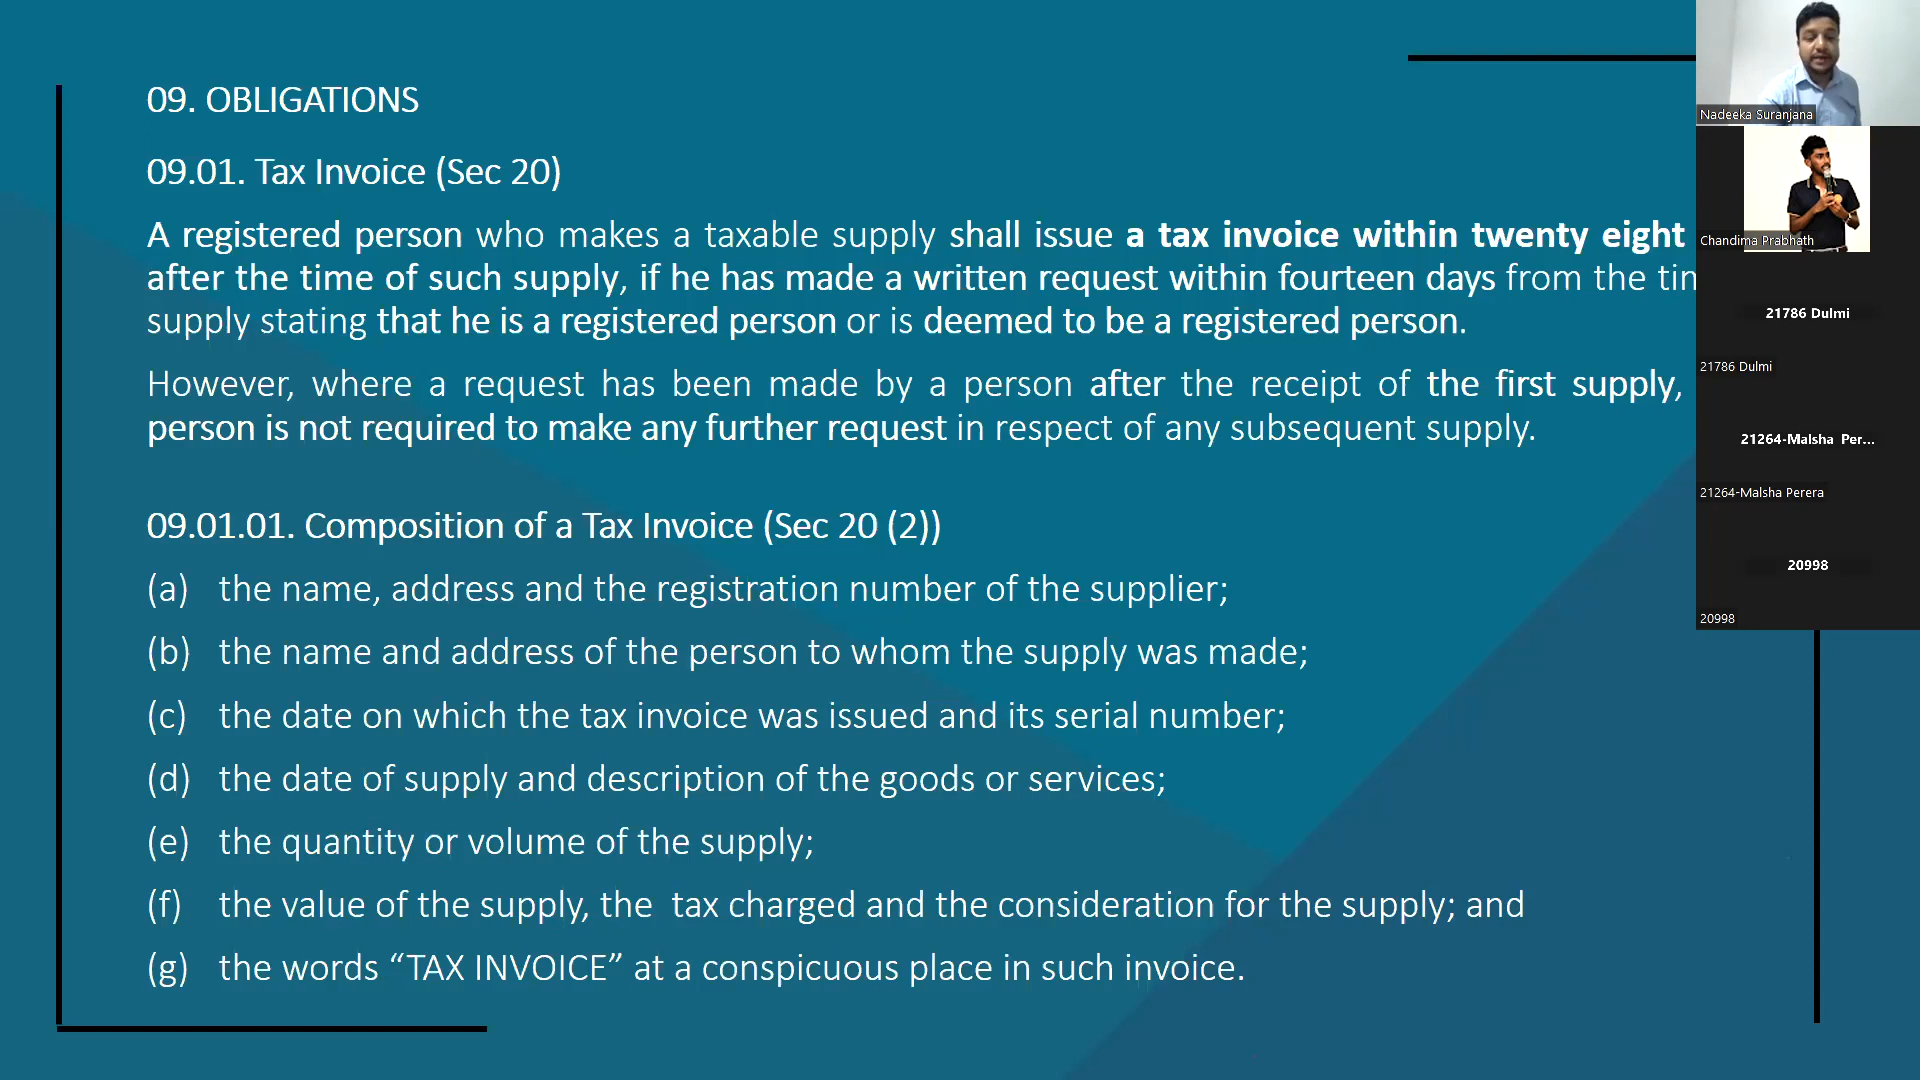 09. OBLIGATIONS
09.01. Tax Invoice (Sec 20)
A registered person who makes a taxable supply shall issue a tax invoice within twenty eight
after the time of such supply, if he has made a written request within fourteen days from the
supply stating that he is a registered person or is deemed to be a registered person.
However, where a request has been made by a person after the receipt of the first supply,
person is not required to make any further request in respect of any subsequent supply.
09.01.01. Composition of a Tax Invoice (Sec 20 (2))
(a) the name, address and the registration number of the supplier;
(b) the name and address of the person to whom the supply was made;
(c) the date on which the tax invoice was issued and its serial number;
(d) the date of supply and description of the goods or services;
(e) the quantity or volume of the supply;
(f) the value of the supply, the tax charged and the consideration for the supply; and
(g) the words “TAX INVOICE” at a conspicuous place in such invoice.
Nadeeka Suranjana
Chandima Prabhath
21786 Dulmi
21786 Dulmi
21264-Malsha Per...
21264-Malsha Perera
20998
20998